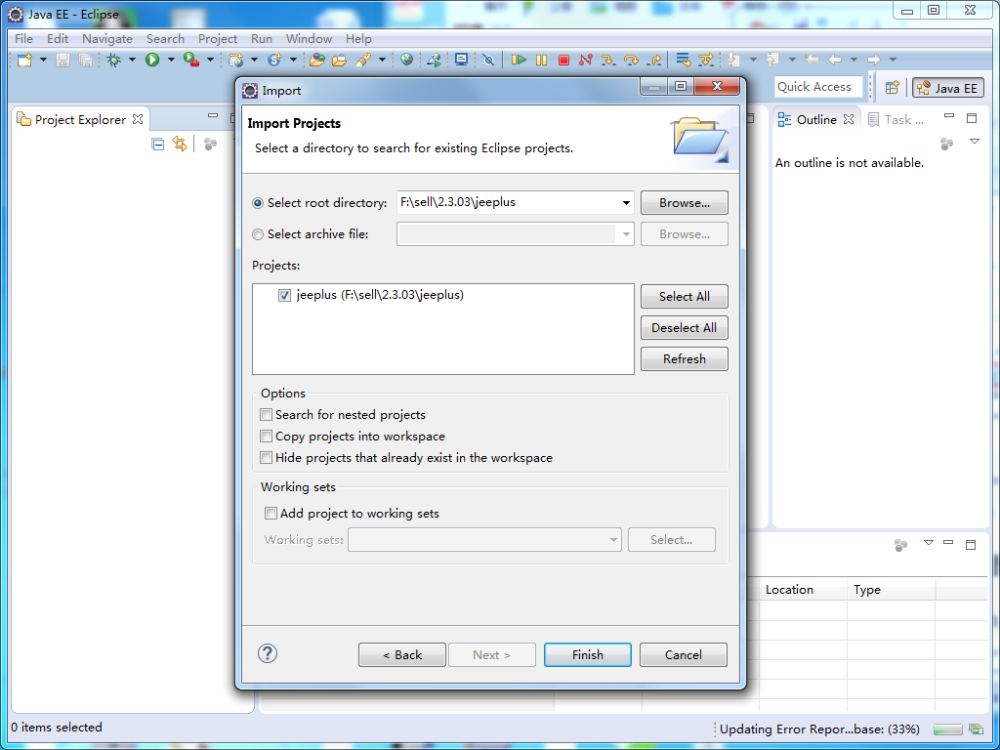 Java EE - Eclipse
File Edit Navigate Search Project Run Window Help
Quick Access
Java EE
Project Explorer
Outline
Task ...
An outline is not available.
Import
Import Projects
Select a directory to search for existing Eclipse projects.
Select root directory: F:\sell\2.3.03\jeeplus Browse...
Select archive file: Browse...
Projects:
jeeplus (F:\sell\2.3.03\jeeplus)
Select All
Deselect All
Refresh
Options
Search for nested projects
Copy projects into workspace
Hide projects that already exist in the workspace
Working sets
Add project to working sets
Working sets: Select...
Location Type
? < Back Next > Finish Cancel
0 items selected
Updating Error Repor...base: (33%)